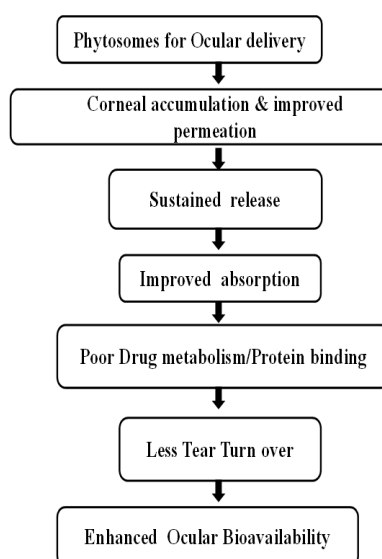 Phytosomes for Ocular delivery
Corneal accumulation & improved
permeation
Sustained release
Improved absorption
Poor Drug metabolism/Protein binding
Less Tear Turn over
Enhanced Ocular Bioavailability